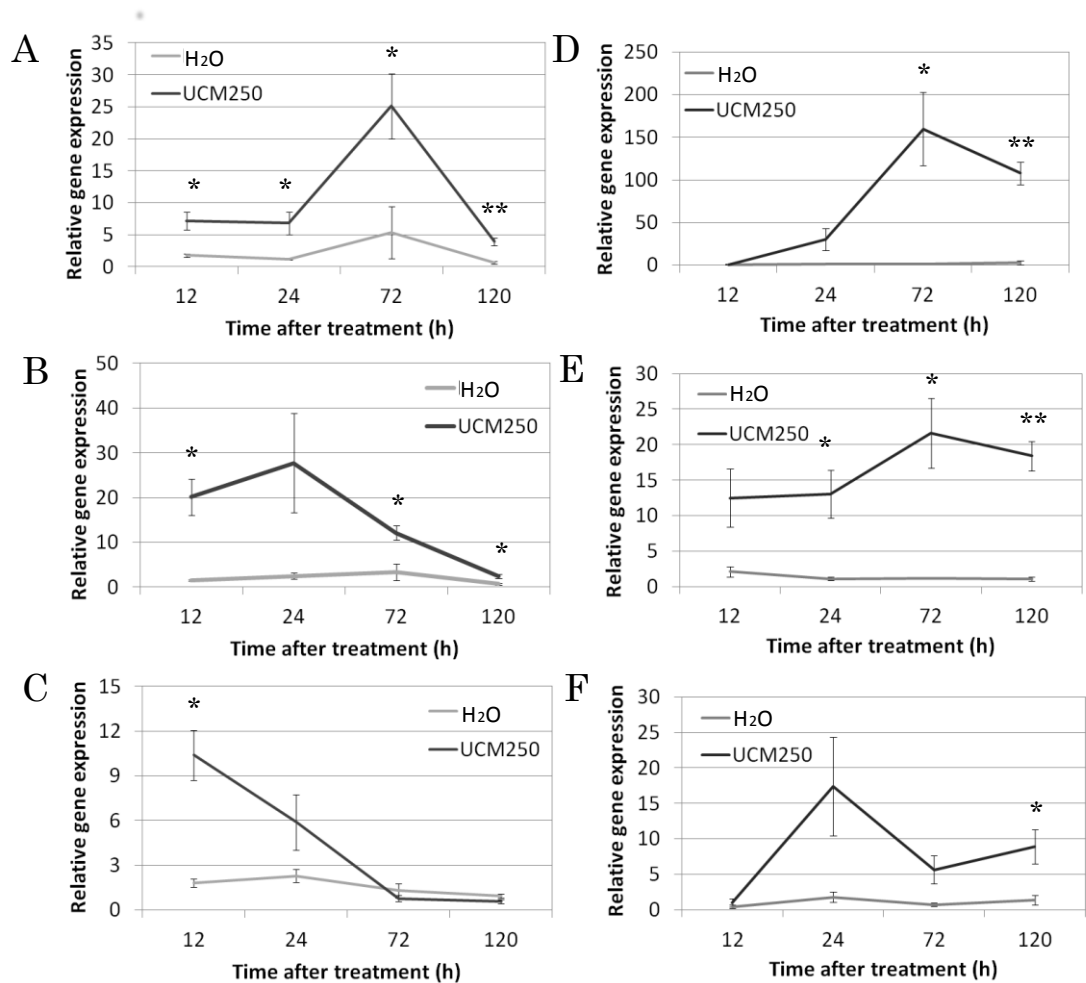 A
Relative gene expression
35
30
25
20
15
10
5
0
H₂O
UCM250
*
*
*
**
12 24 72 120
Time after treatment (h)
D
Relative gene expression
250
200
150
100
50
0
H₂O
UCM250
*
**
12 24 72 120
Time after treatment (h)
B
Relative gene expression
50
40
30
20
10
0
H₂O
UCM250
*
*
*
12 24 72 120
Time after treatment (h)
E
Relative gene expression
30
25
20
15
10
5
0
H₂O
UCM250
*
*
**
12 24 72 120
Time after treatment (h)
C
Relative gene expression
15
12
9
6
3
0
H₂O
UCM250
*
12 24 72 120
Time after treatment (h)
F
Relative gene expression
30
25
20
15
10
5
0
H₂O
UCM250
*
12 24 72 120
Time after treatment (h)